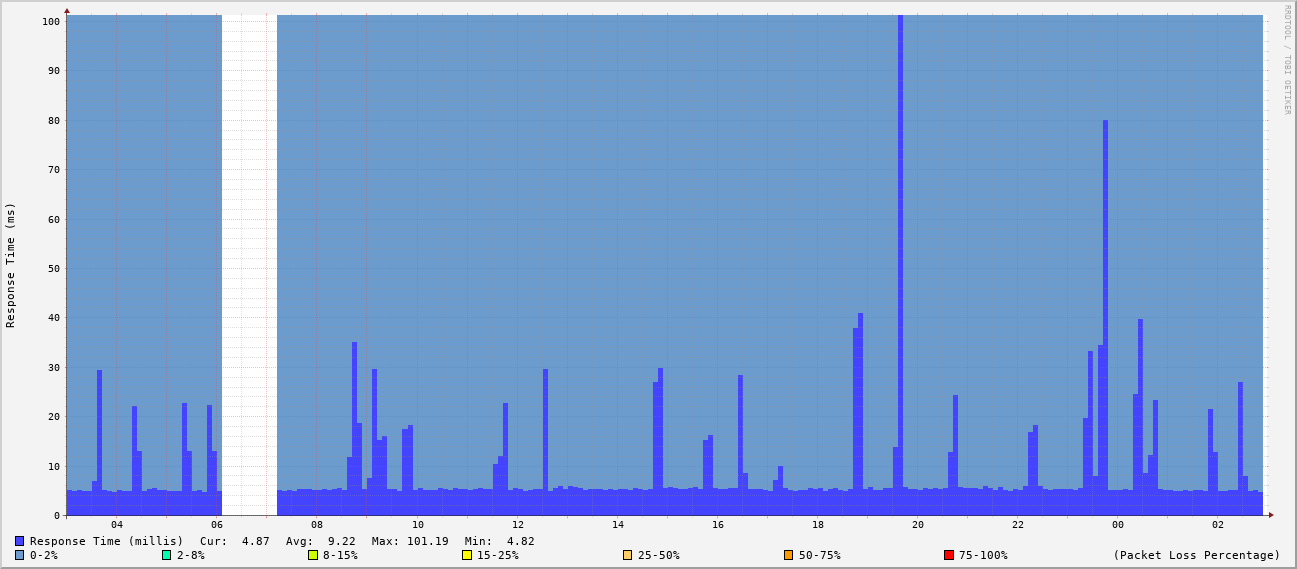 RRDTOOL / TOBI OETIKER
Response Time (ms)
100
90
80
70
60
50
40
30
20
10
0
04 06 08 10 12 14 16 18 20 22 00 02
Response Time (millis) Cur: 4.87 Avg: 9.22 Max: 101.19 Min: 4.82
0-2% 2-8% 8-15% 15-25% 25-50% 50-75% 75-100% (Packet Loss Percentage)